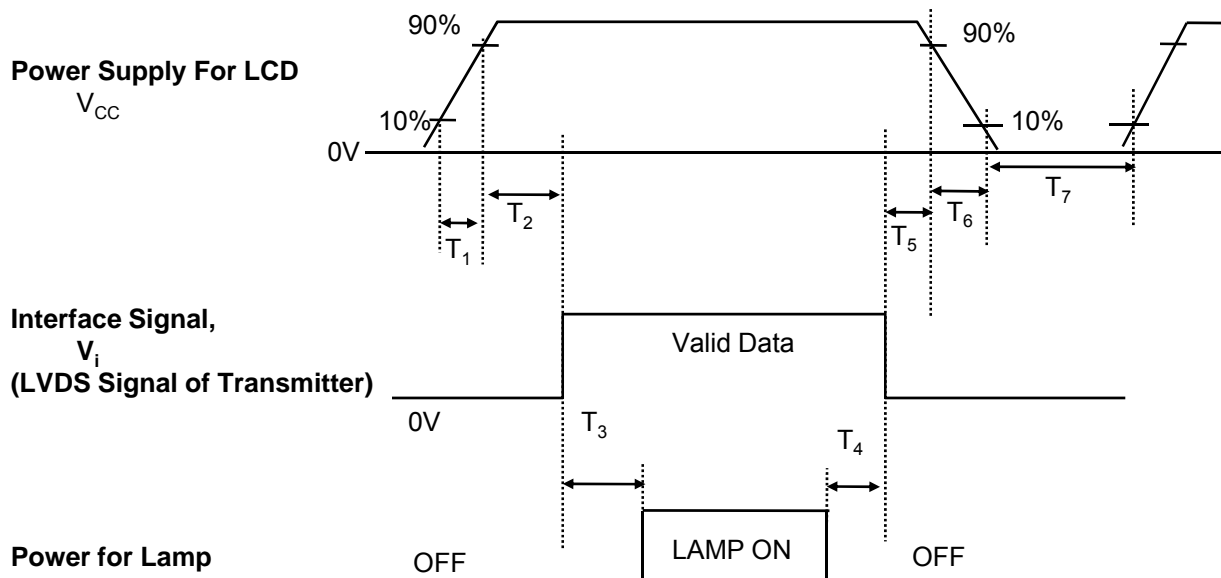 90%
90%
Power Supply For LCD
VCC
10%
10%
0V
T1
T2
T5
T6
T7
Interface Signal,
Vi
(LVDS Signal of Transmitter)
Valid Data
0V
T3
T4
Power for Lamp
OFF
LAMP ON
OFF